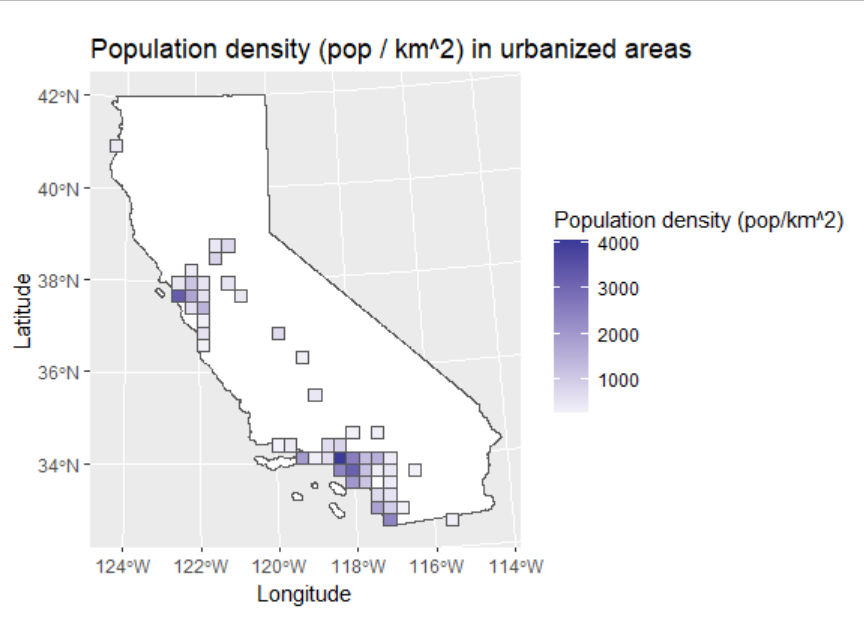 Population density (pop / km^2) in urbanized areas
42°N
40°N
38°N
36°N
34°N
Latitude
124°W 122°W 120°W 118°W 116°W 114°W
Longitude
Population density (pop/km^2)
4000
3000
2000
1000